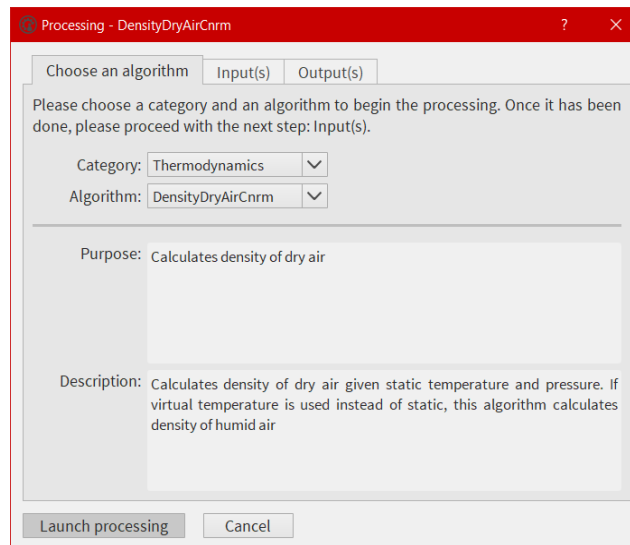 Processing - DensityDryAirCnrm ? ×
Choose an algorithm Input(s) Output(s)
Please choose a category and an algorithm to begin the processing. Once it has been
done, please proceed with the next step: Input(s).
Category: Thermodynamics
Algorithm: DensityDryAirCnrm
Purpose: Calculates density of dry air
Description: Calculates density of dry air given static temperature and pressure. If
virtual temperature is used instead of static, this algorithm calculates
density of humid air
Launch processing Cancel